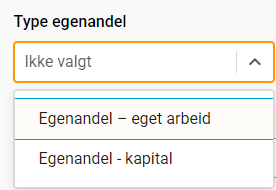 Type egenandel
Ikke valgt
Egenandel – eget arbeid
Egenandel - kapital